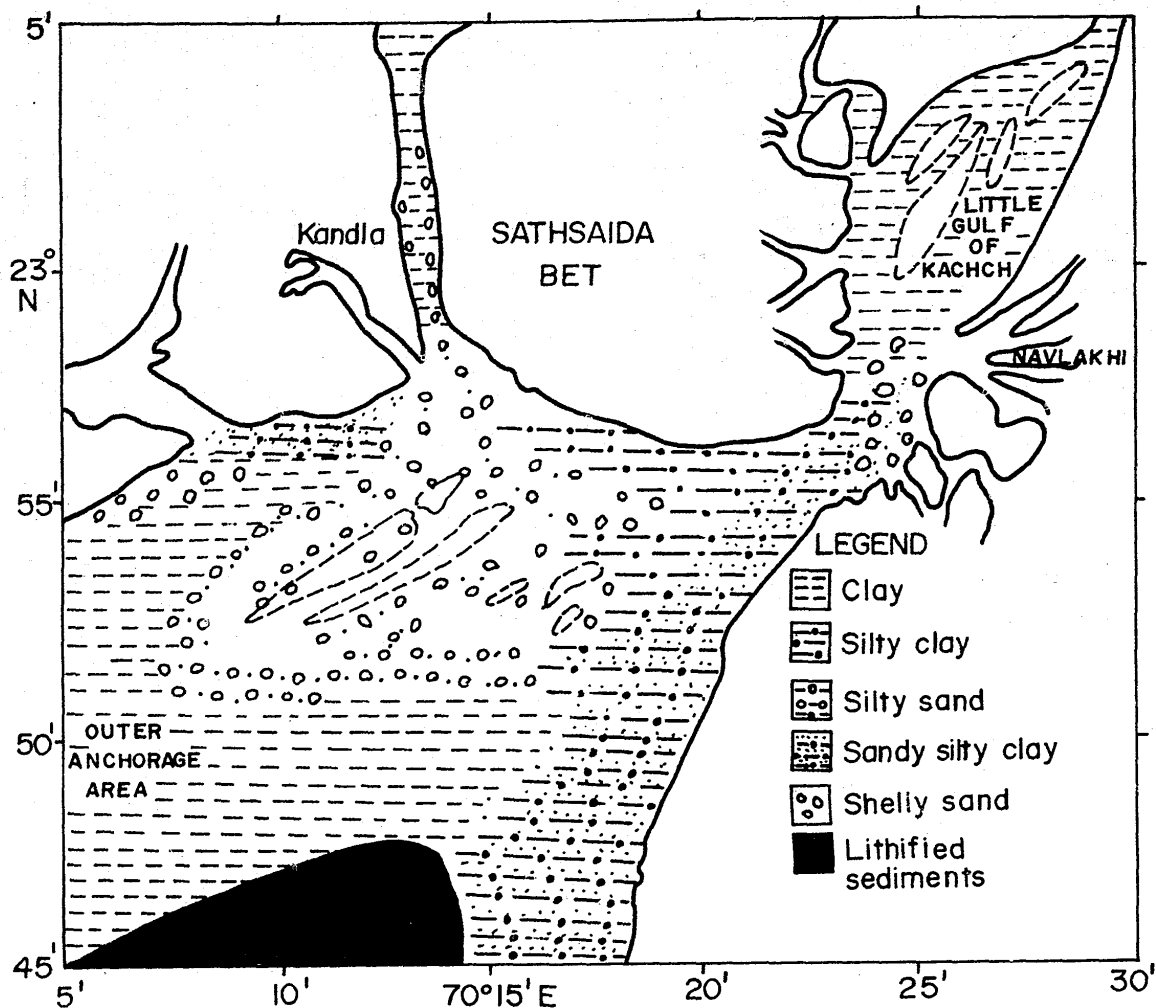 5'
Kandla
SATHSAIDA
BET
LITTLE
GULF
OF
KACHCH
23°
N
NAVLAKHI
55'
LEGEND
Clay
Silty clay
Silty sand
Sandy silty clay
Shelly sand
Lithified
sediments
50'
OUTER
ANCHORAGE
AREA
45'
5'
10'
70°15'E
20'
25'
30'